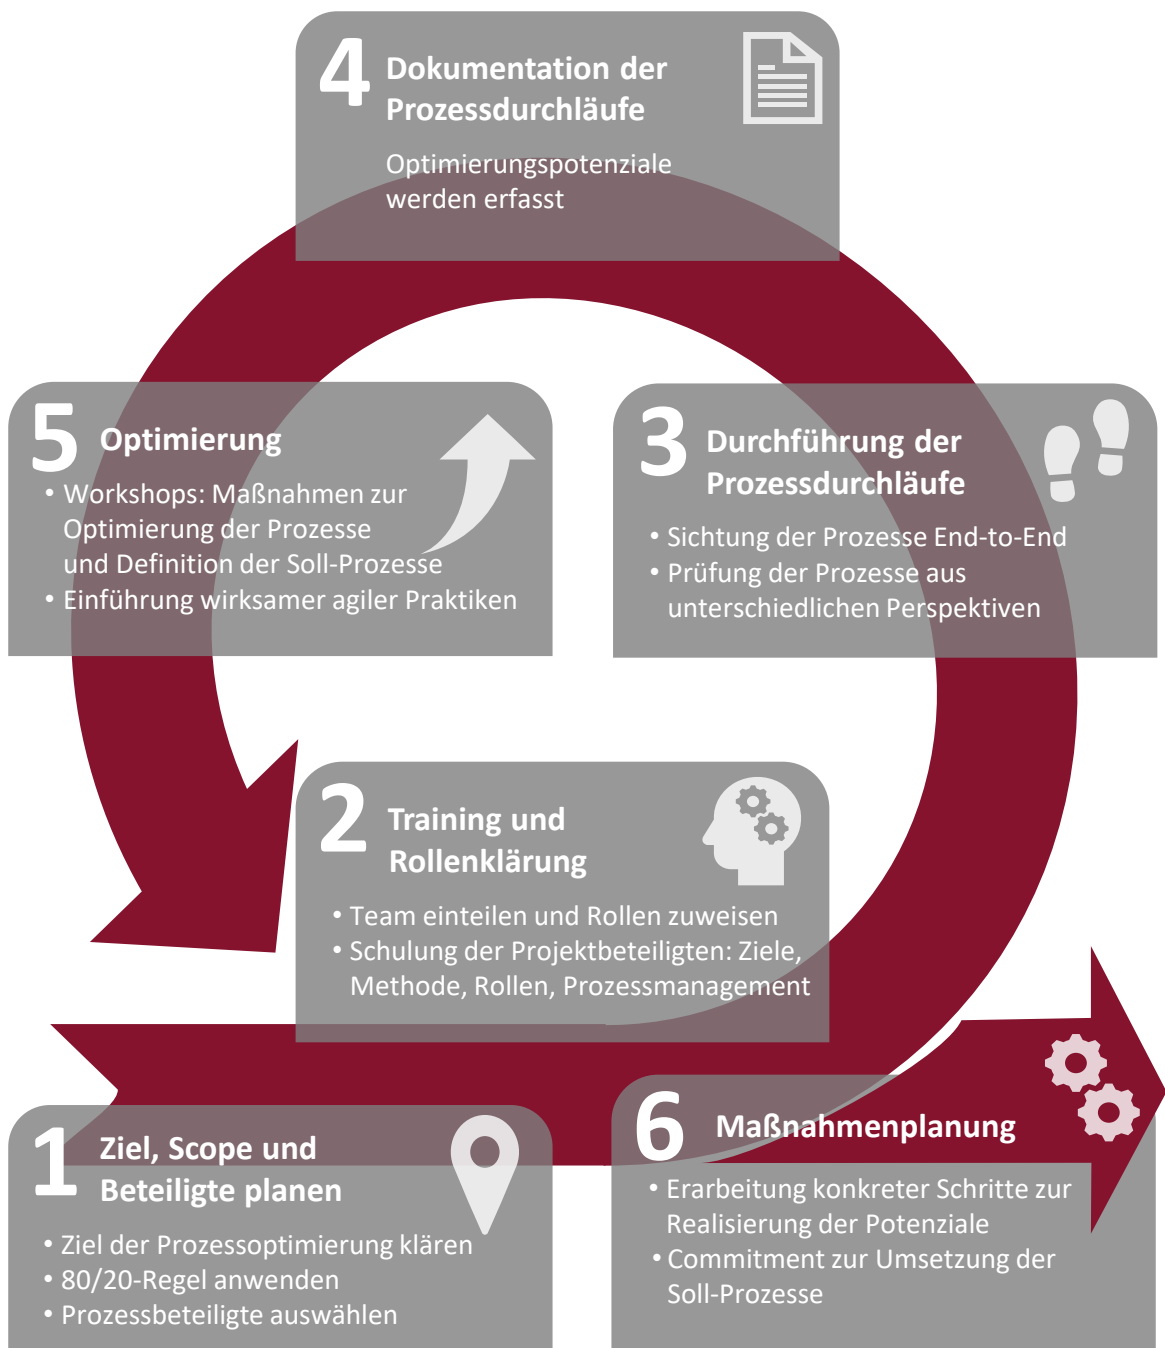 4
Dokumentation der
Prozessdurchläufe
Optimierungspotenziale
werden erfasst
5
Optimierung
• Workshops: Maßnahmen zur
Optimierung der Prozesse
und Definition der Soll-Prozesse
• Einführung wirksamer agiler Praktiken
3
Durchführung der
Prozessdurchläufe
• Sichtung der Prozesse End-to-End
• Prüfung der Prozesse aus
unterschiedlichen Perspektiven
2
Training und
Rollenklärung
• Team einteilen und Rollen zuweisen
• Schulung der Projektbeteiligten: Ziele,
Methode, Rollen, Prozessmanagement
1
Ziel, Scope und
Beteiligte planen
• Ziel der Prozessoptimierung klären
• 80/20-Regel anwenden
• Prozessbeteiligte auswählen
6
Maßnahmenplanung
• Erarbeitung konkreter Schritte zur
Realisierung der Potenziale
• Commitment zur Umsetzung der
Soll-Prozesse